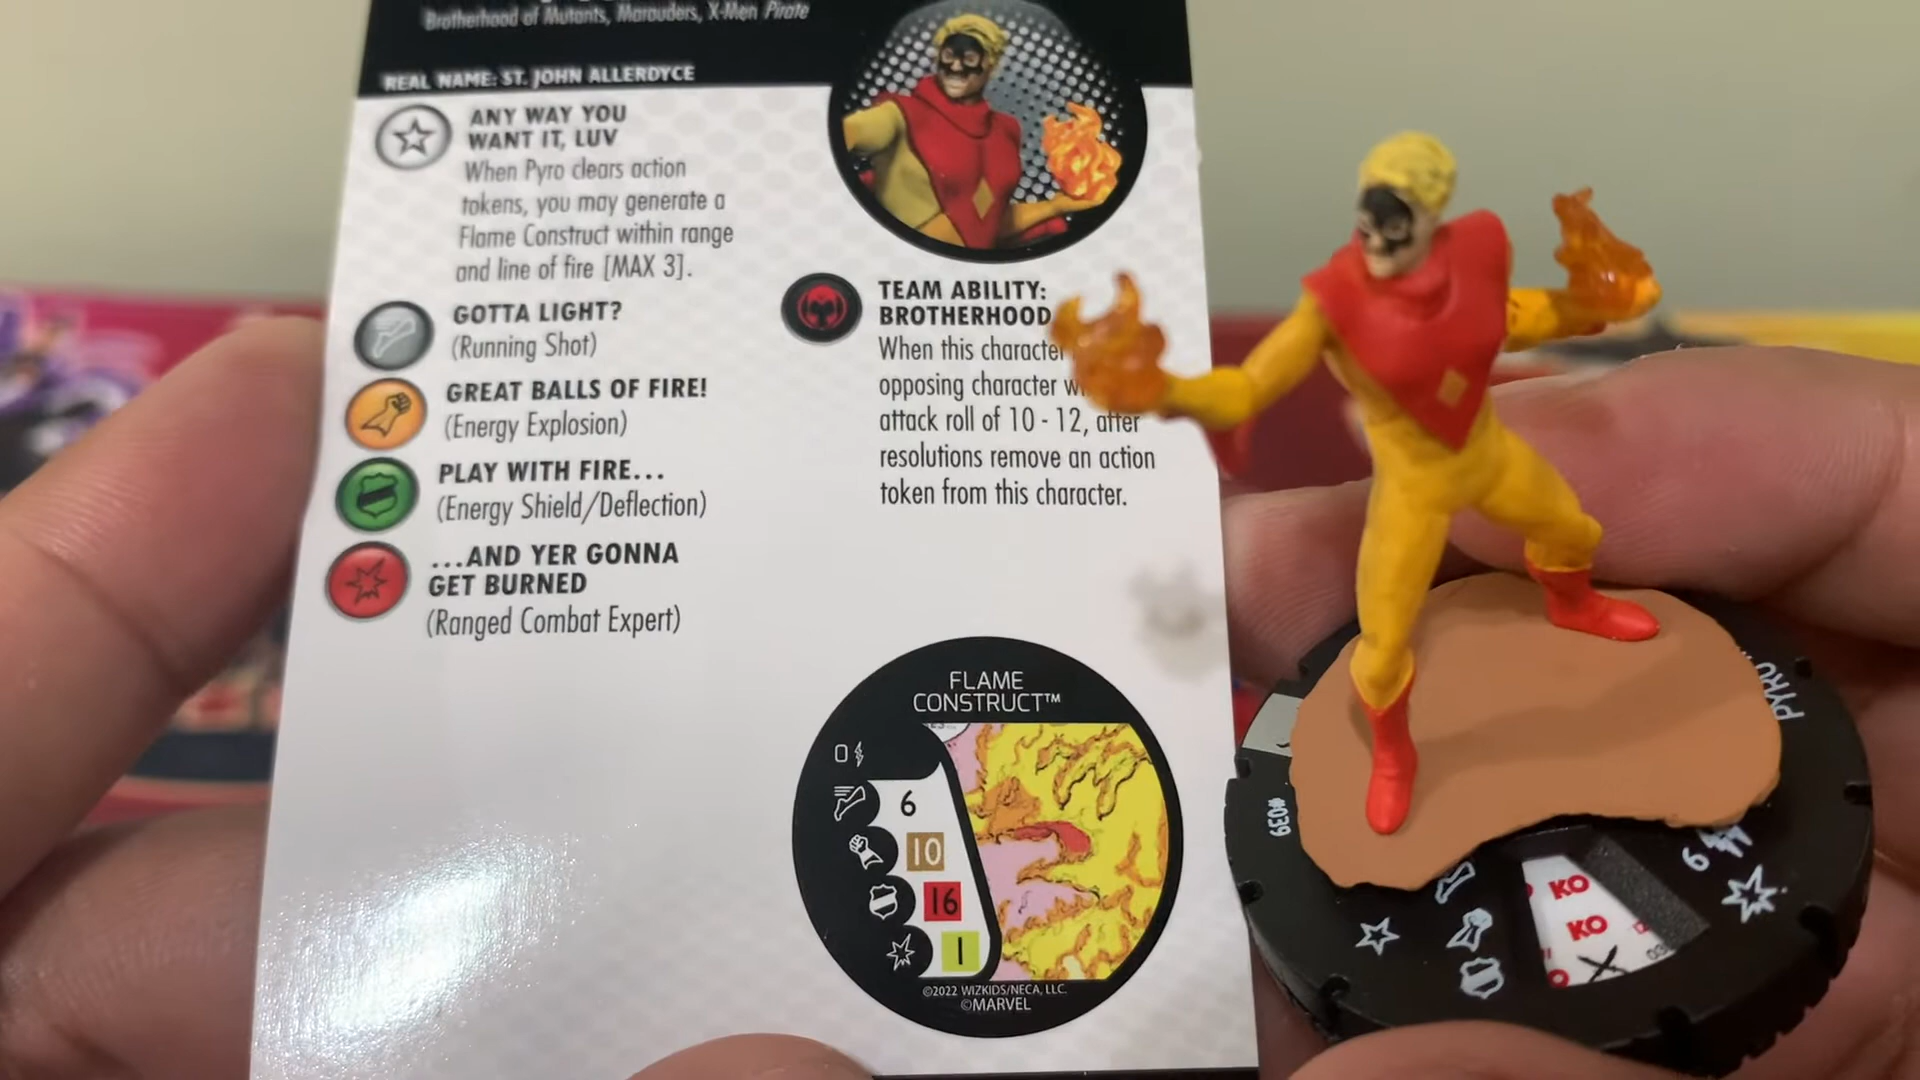 Brotherhood of Mutants, Marauders, X-Men Pirate
REAL NAME: ST. JOHN ALLERDYCE
ANY WAY YOU
WANT IT, LUV
When Pyro clears action
tokens, you may generate a
Flame Construct within range
and line of fire [MAX 3].
GOTTA LIGHT?
(Running Shot)
GREAT BALLS OF FIRE!
(Energy Explosion)
PLAY WITH FIRE...
(Energy Shield/Deflection)
...AND YER GONNA
GET BURNED
(Ranged Combat Expert)
TEAM ABILITY:
BROTHERHOOD
When this character
opposing character
attack roll of 10 - 12, after
resolutions remove an action
token from this character.
FLAME
CONSTRUCT™
0
6
10
16
1
©2022 WIZKIDS/NECA, LLC.
©MARVEL
PYRO
#039
6
KO
KO